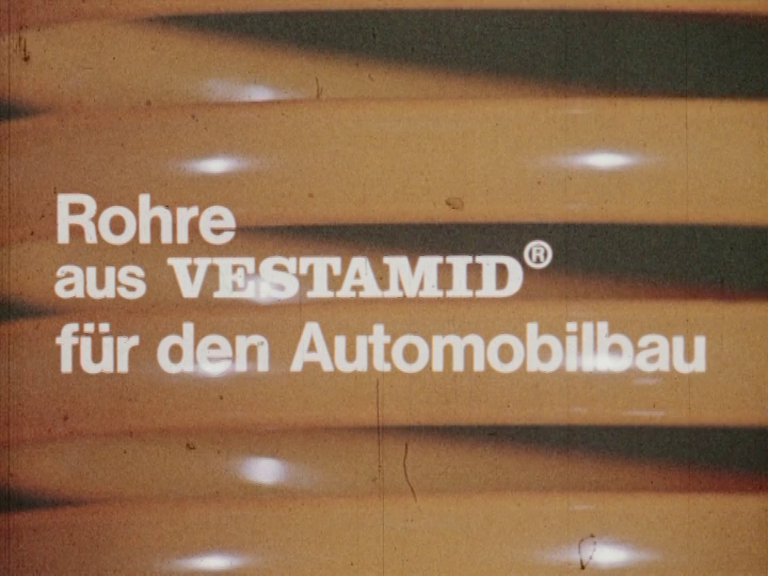 Rohre
aus VESTAMID®
für den Automobilbau